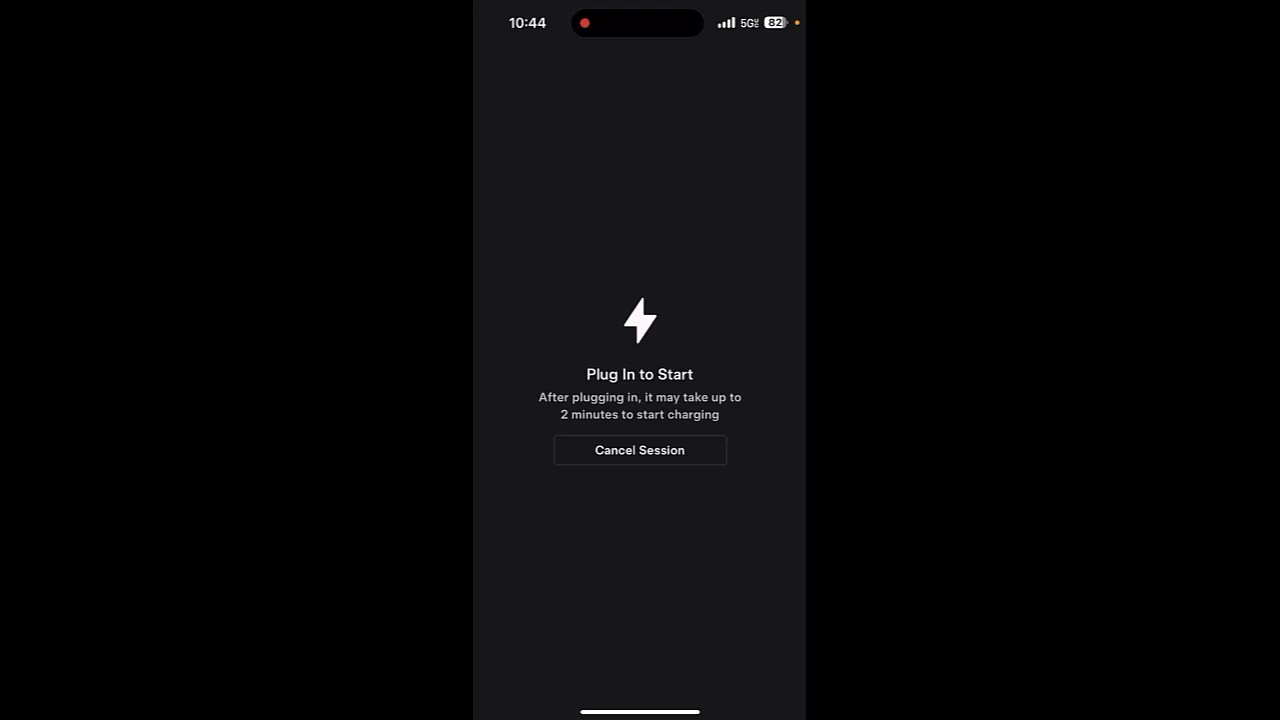 10:44 5G 82
Plug In to Start
After plugging in, it may take up to
2 minutes to start charging
Cancel Session